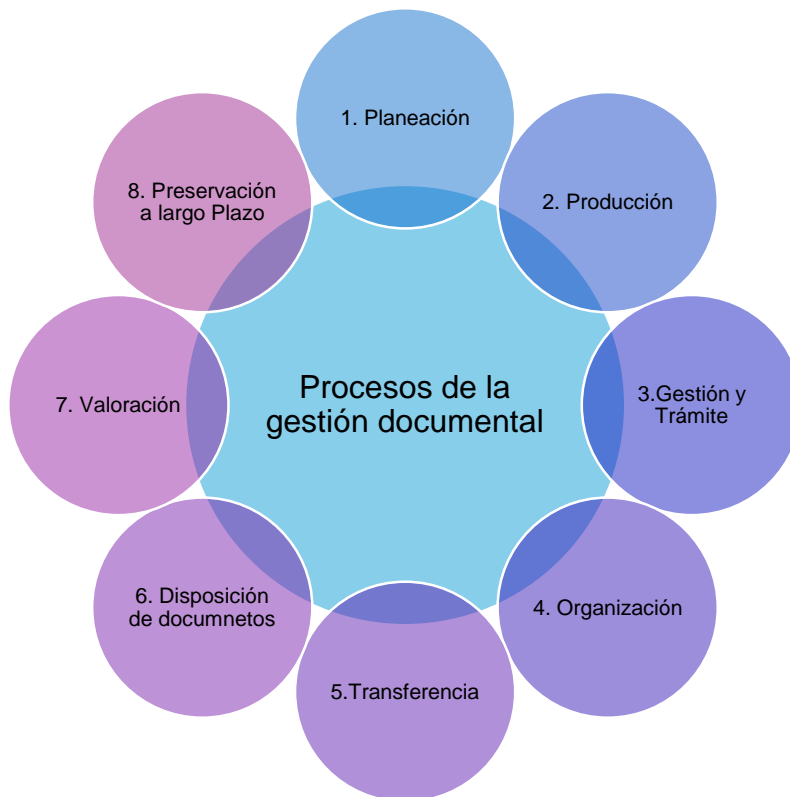 1. Planeación
2. Producción
3.Gestión y
Trámite
4. Organización
5.Transferencia
6. Disposición
de documnetos
7. Valoración
8. Preservación
a largo Plazo
Procesos de la
gestión documental